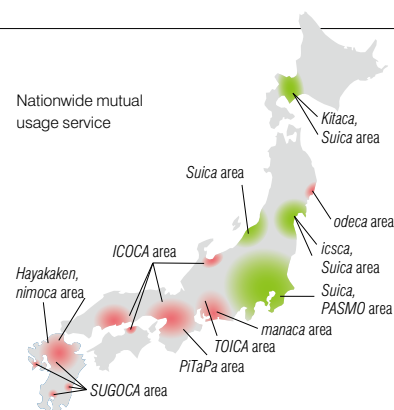 Nationwide mutual
usage service
Kitaca,
Suica area
Suica area
odeca area
ICOCA area
icsca,
Suica area
Hayakaken,
nimoca area
Suica,
PASMO area
manaca area
TOICA area
PiTaPa area
SUGOCA area